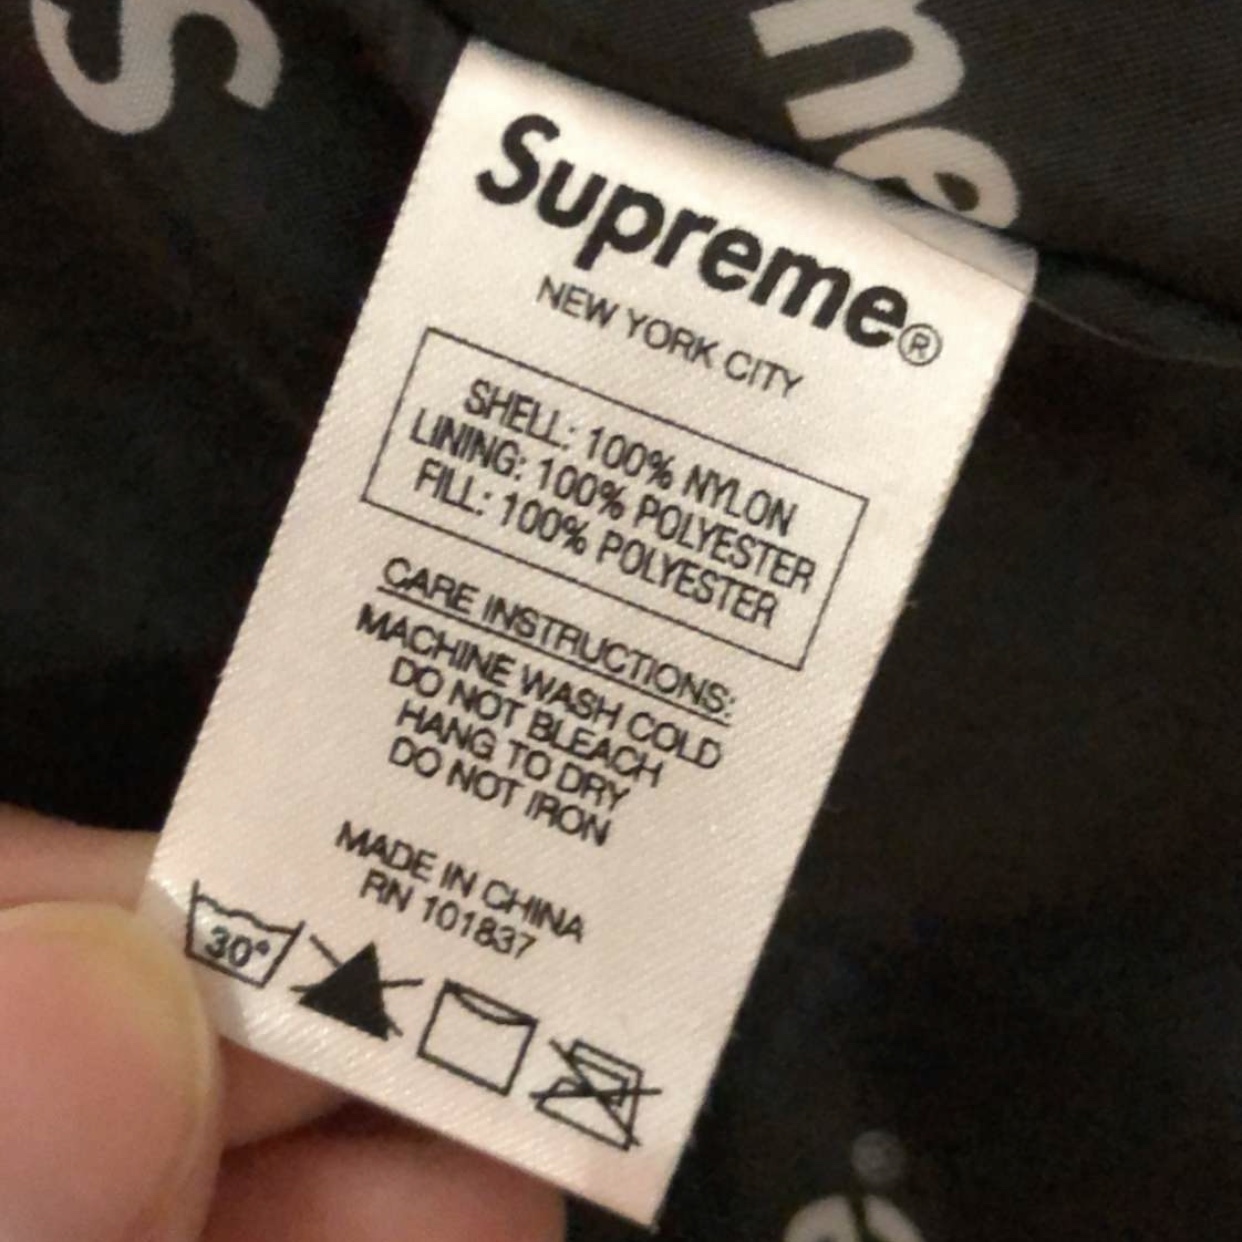 S
me
Supreme®
NEW YORK CITY
SHELL: 100% NYLON
LINING: 100% POLYESTER
FILL: 100% POLYESTER
CARE INSTRUCTIONS:
MACHINE WASH COLD
DO NOT BLEACH
HANG TO DRY
DO NOT IRON
MADE IN CHINA
RN 101837
30°